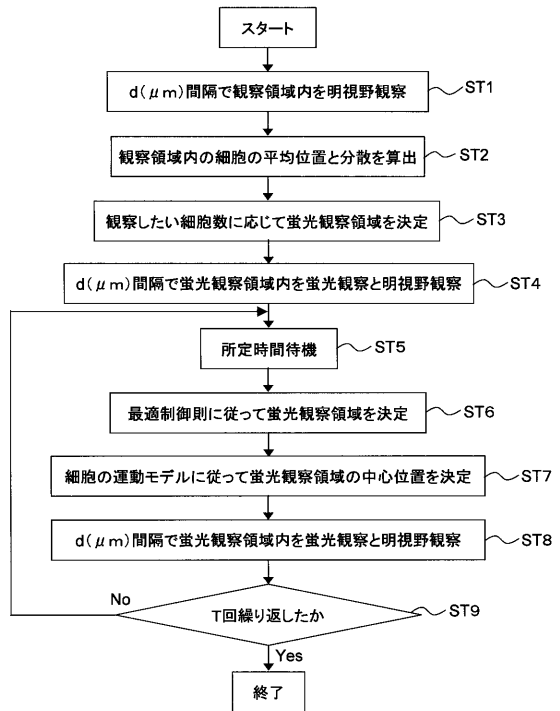 スタート
d(μm)間隔で観察領域内を明視野観察
ST1
観察領域内の細胞の平均位置と分散を算出
ST2
観察したい細胞数に応じて蛍光観察領域を決定
ST3
d(μm)間隔で蛍光観察領域内を蛍光観察と明視野観察
ST4
所定時間待機
ST5
最適制御則に従って蛍光観察領域を決定
ST6
細胞の運動モデルに従って蛍光観察領域の中心位置を決定
ST7
d(μm)間隔で蛍光観察領域内を蛍光観察と明視野観察
ST8
No
T回繰り返したか
ST9
Yes
終了